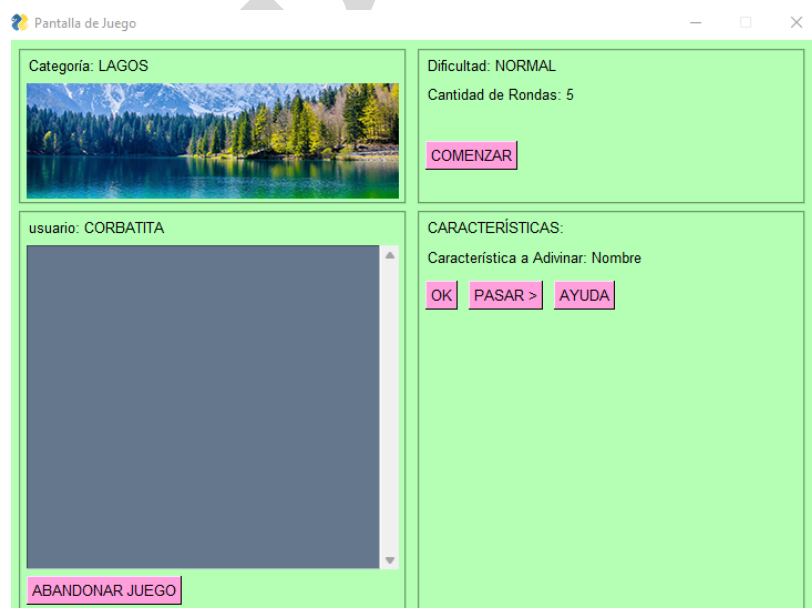 Pantalla de Juego
Categoría: LAGOS
Dificultad: NORMAL
Cantidad de Rondas: 5
COMENZAR
usuario: CORBATITA
CARACTERÍSTICAS:
Característica a Adivinar: Nombre
OK
PASAR >
AYUDA
ABANDONAR JUEGO